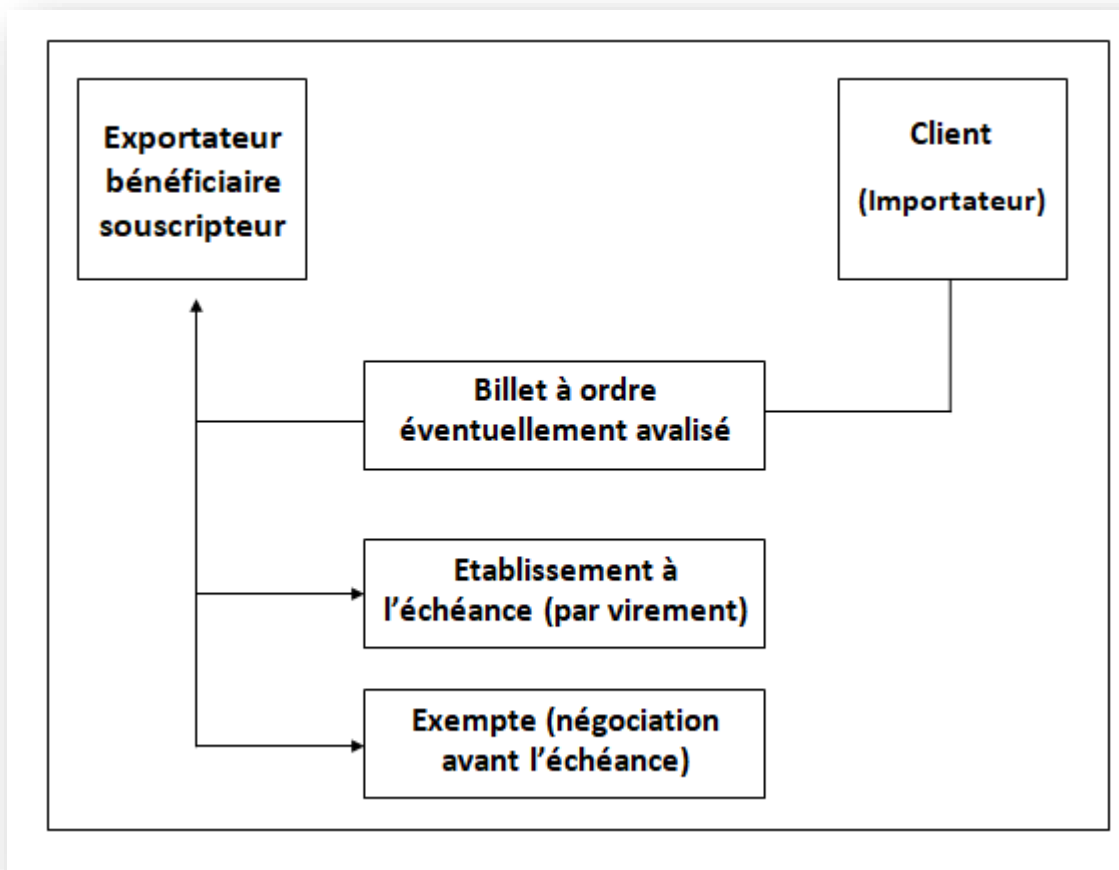 Exportateur
bénéficiaire
souscripteur
Client
(Importateur)
Billet à ordre
éventuellement avalisé
Etablissement à
l’échéance (par virement)
Exempte (négociation
avant l’échéance)